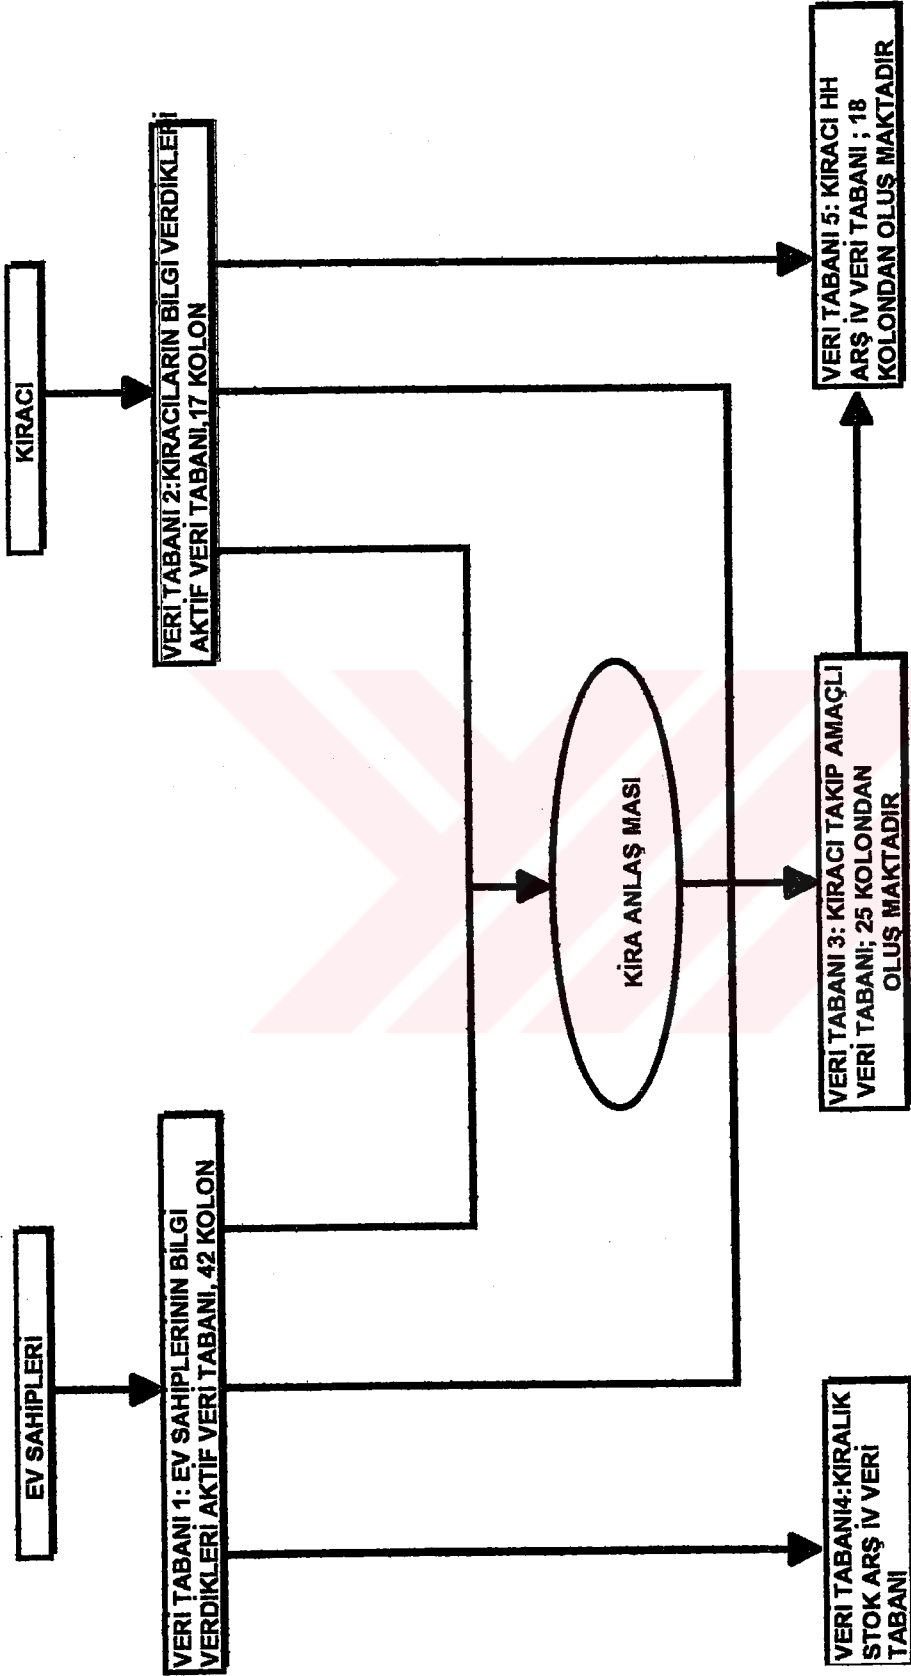 EV SAHİPLERİ
KİRACI
VERİ TABANI 1: EV SAHİPLERİNİN BİLGİ
VERDİKLERİ AKTİF VERİ TABANI, 42 KOLON
VERİ TABANI 2:KİRACILARIN BİLGİ VERDİKLERİ
AKTİF VERİ TABANI,17 KOLON
KİRA ANLAŞ MASI
VERİ TABANI4:KİRALIK
STOK ARŞ İV VERİ
TABANI
VERİ TABANI 3: KİRACI TAKİP AMAÇLI
VERİ TABANI; 25 KOLONDAN
OLUŞ MAKTADIR
VERİ TABANI 5: KİRACI HH
ARŞ İV VERİ TABANI ; 18
KOLONDAN OLUŞ MAKTADIR